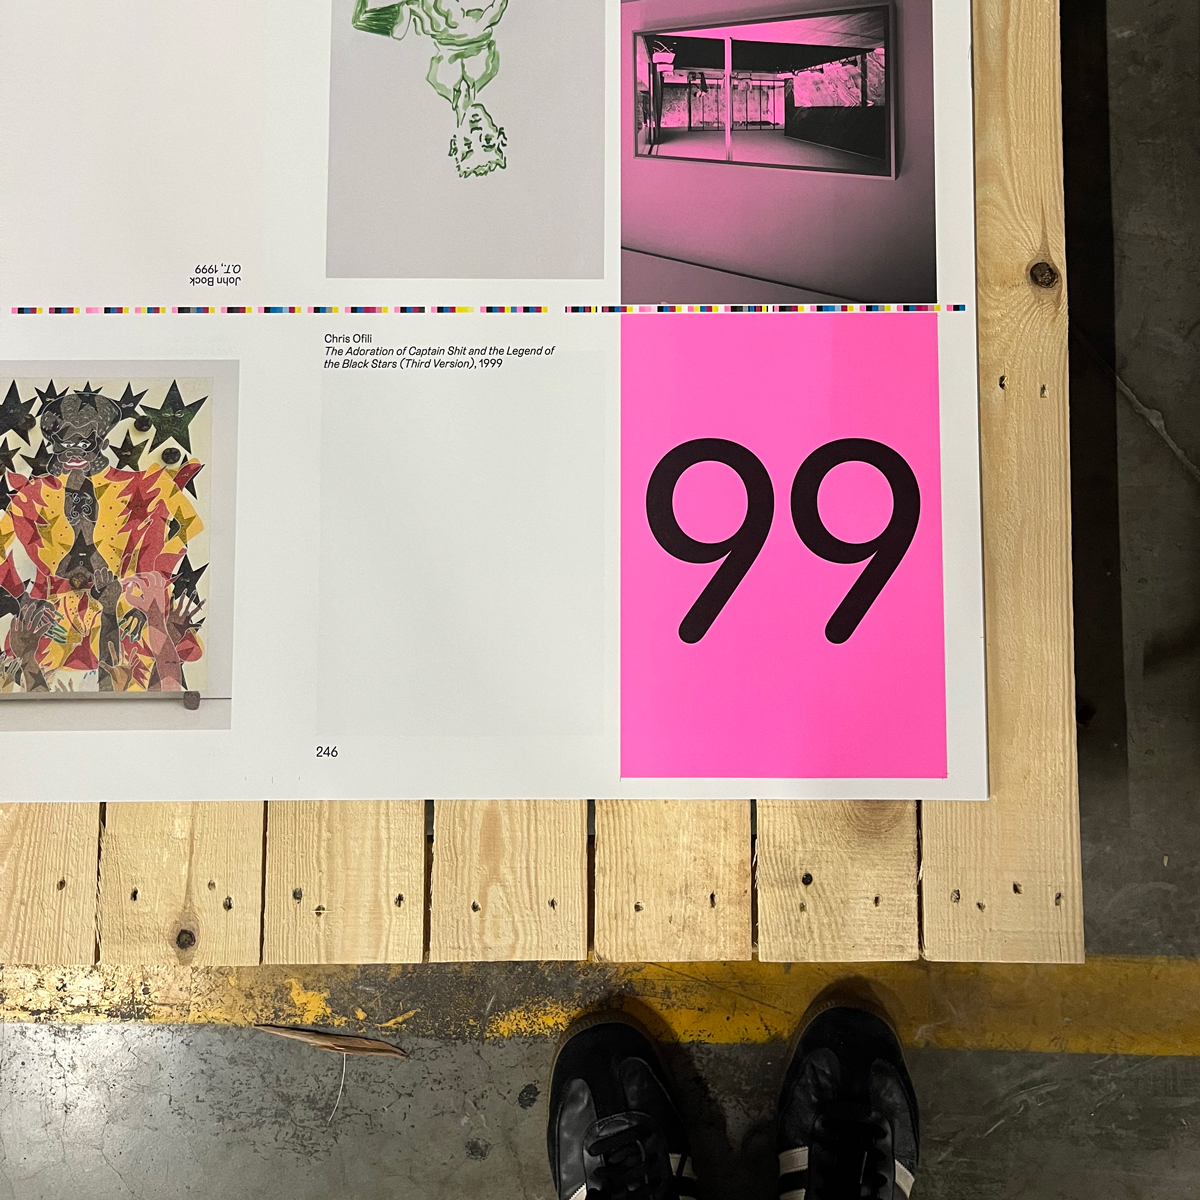 John Bock
O.T., 1999
Chris Ofili
The Adoration of Captain Shit and the Legend of
the Black Stars (Third Version), 1999
99
246